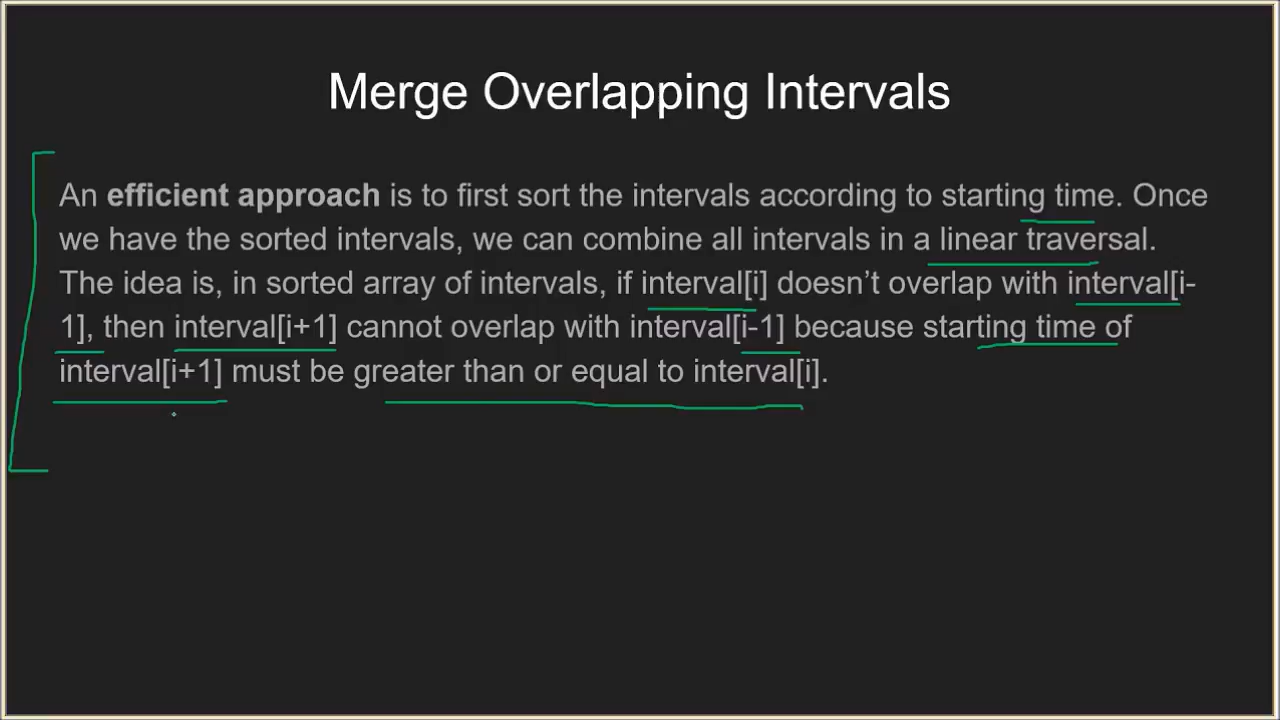 Merge Overlapping Intervals
An efficient approach is to first sort the intervals according to starting time. Once
we have the sorted intervals, we can combine all intervals in a linear traversal.
The idea is, in sorted array of intervals, if interval[i] doesn’t overlap with interval[i-
1], then interval[i+1] cannot overlap with interval[i-1] because starting time of
interval[i+1] must be greater than or equal to interval[i].